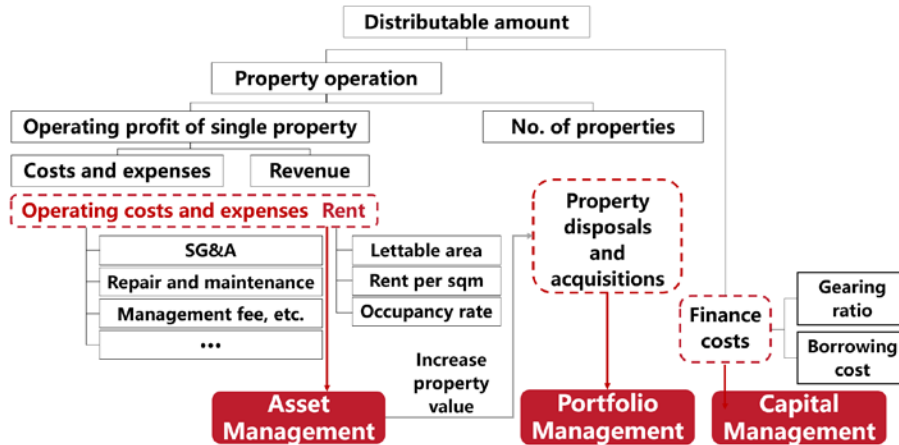 Distributable amount
Property operation
Operating profit of single property
No. of properties
Costs and expenses
Revenue
Operating costs and expenses Rent
SG&A
Repair and maintenance
Management fee, etc.
...
Lettable area
Rent per sqm
Occupancy rate
Property
disposals
and
acquisitions
Finance
costs
Gearing
ratio
Borrowing
cost
Increase
property
value
Asset
Management
Portfolio
Management
Capital
Management